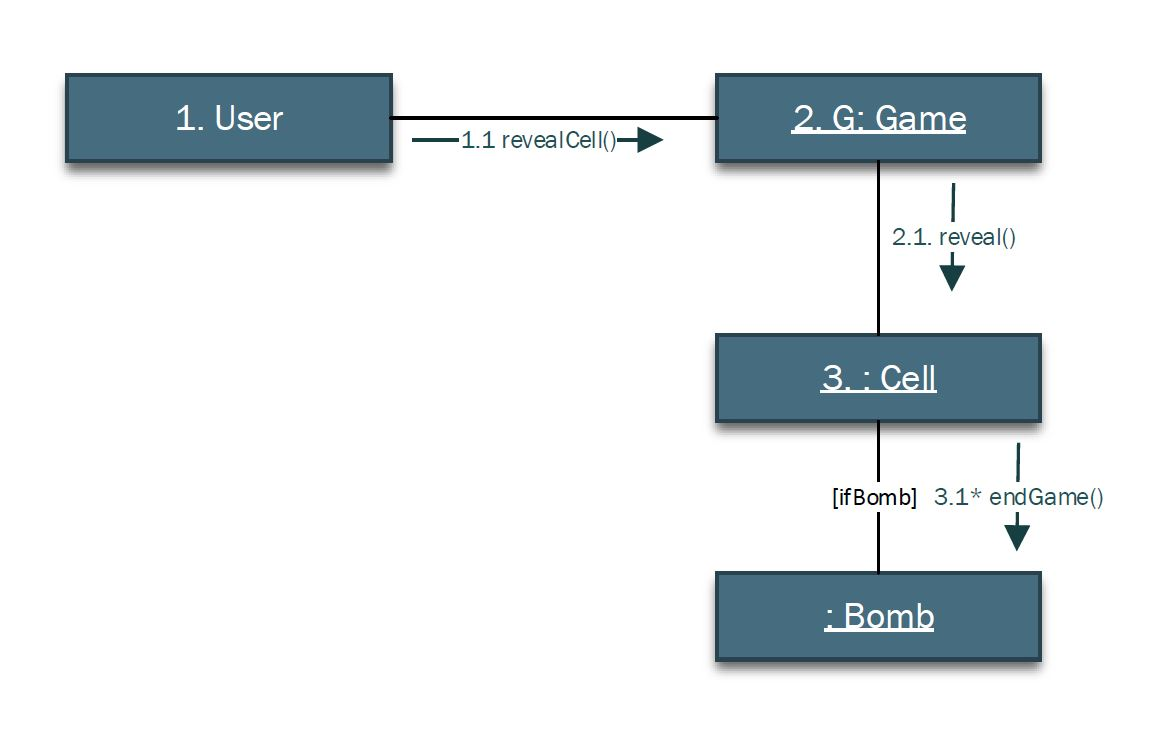 1. User
1.1 revealCell()
2. G: Game
2.1. reveal()
3. : Cell
[ifBomb]
3.1* endGame()
: Bomb